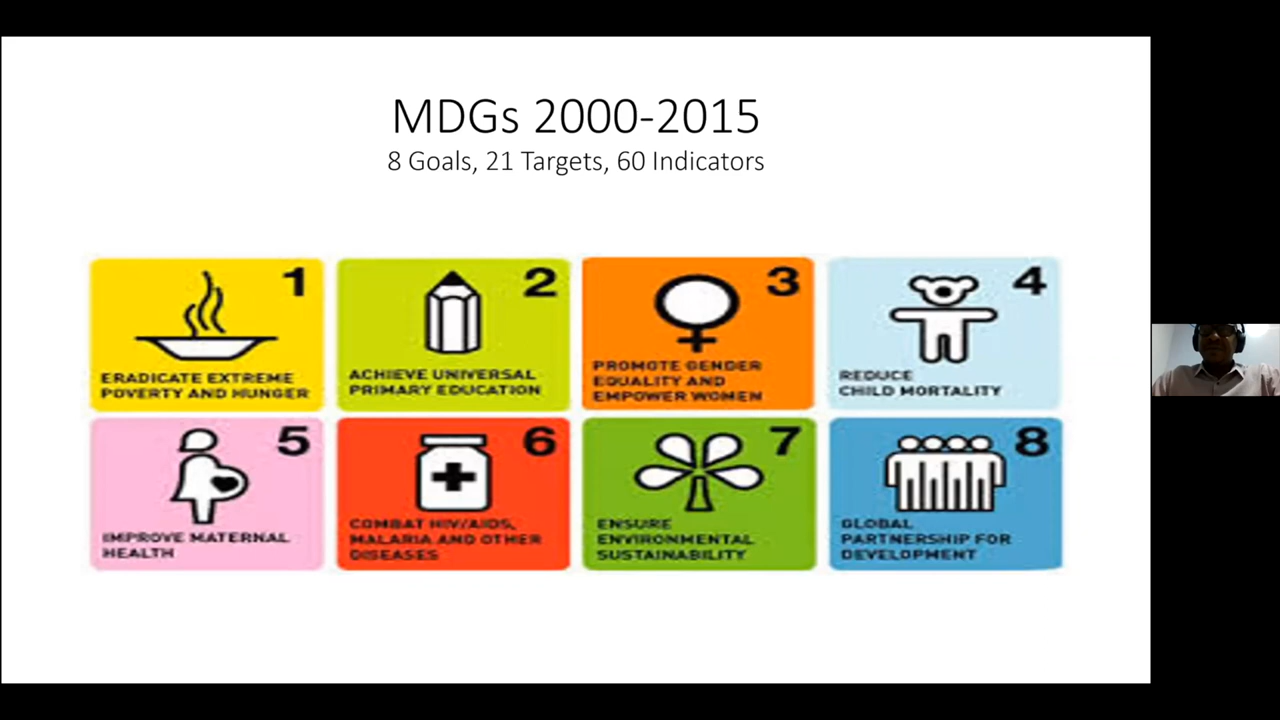 MDGs 2000-2015
8 Goals, 21 Targets, 60 Indicators
1
ERADICATE EXTREME
POVERTY AND HUNGER
2
ACHIEVE UNIVERSAL
PRIMARY EDUCATION
3
PROMOTE GENDER
EQUALITY AND
EMPOWER WOMEN
4
REDUCE
CHILD MORTALITY
5
IMPROVE MATERNAL
HEALTH
6
COMBAT HIV/AIDS,
MALARIA AND OTHER
DISEASES
7
ENSURE
ENVIRONMENTAL
SUSTAINABILITY
8
GLOBAL
PARTNERSHIP FOR
DEVELOPMENT